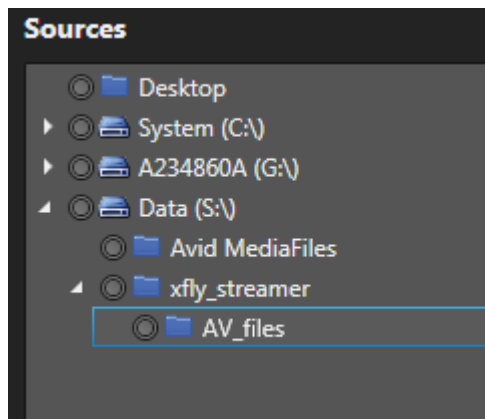 Sources
Desktop
System (C:\)
A234860A (G:\)
Data (S:\)
Avid MediaFiles
xfly_streamer
AV_files